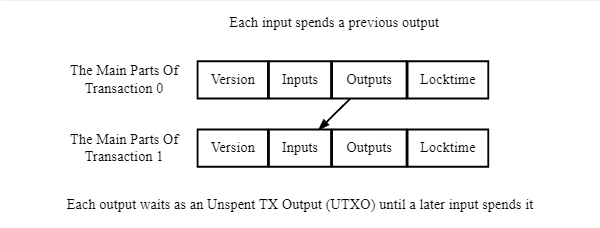 Each input spends a previous output
The Main Parts Of
Transaction 0
Version Inputs Outputs Locktime
The Main Parts Of
Transaction 1
Version Inputs Outputs Locktime
Each output waits as an Unspent TX Output (UTXO) until a later input spends it